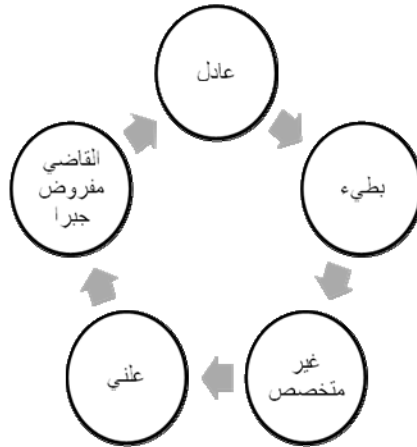 عادل
بطيء
غير
متخصص
علني
القاضي
مفروض
جبرا